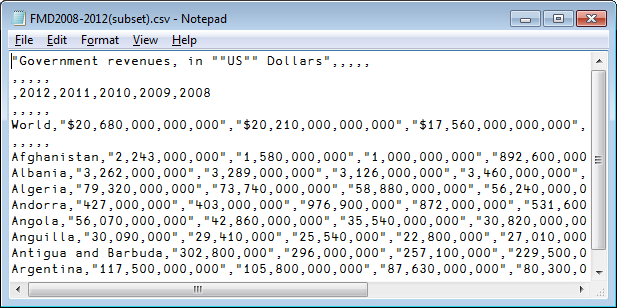 FMD2008-2012(subset).csv - Notepad
File Edit Format View Help
"Government revenues, in ""US"" Dollars",,,,,
,,,,,
,2012,2011,2010,2009,2008
,,,,,
World,"$20,680,000,000,000","$20,210,000,000,000","$17,560,000,000,000",
,,,,,
Afghanistan,"2,243,000,000","1,580,000,000","1,000,000,000","892,600,000
Albania,"3,262,000,000","3,289,000,000","3,126,000,000","3,460,000,000",
Algeria,"79,320,000,000","73,740,000,000","58,880,000,000","56,240,000,0
Andorra,"427,000,000","403,000,000","976,900,000","872,000,000","531,600
Angola,"56,070,000,000","42,860,000,000","35,540,000,000","30,820,000,00
Anguilla,"30,090,000","29,410,000","25,540,000","22,800,000","27,010,000
Antigua and Barbuda,"302,800,000","296,000,000","257,100,000","229,500,0
Argentina,"117,500,000,000","105,800,000,000","87,630,000,000","80,300,0